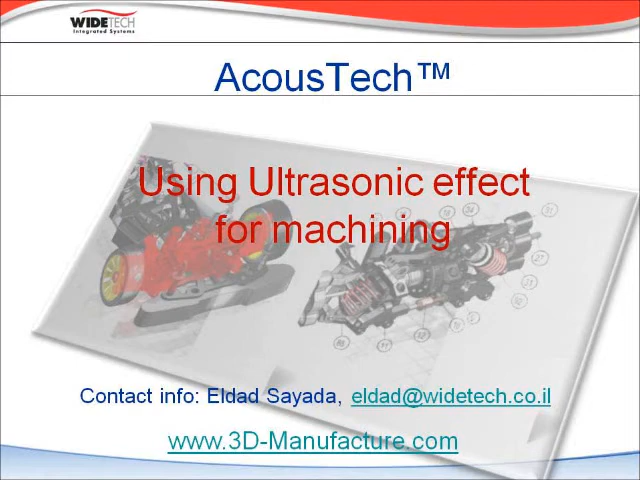 WIDETECH
Integrated Systems
AcousTech™
Using Ultrasonic effect
for machining
Contact info: Eldad Sayada, eldad@widetech.co.il
www.3D-Manufacture.com